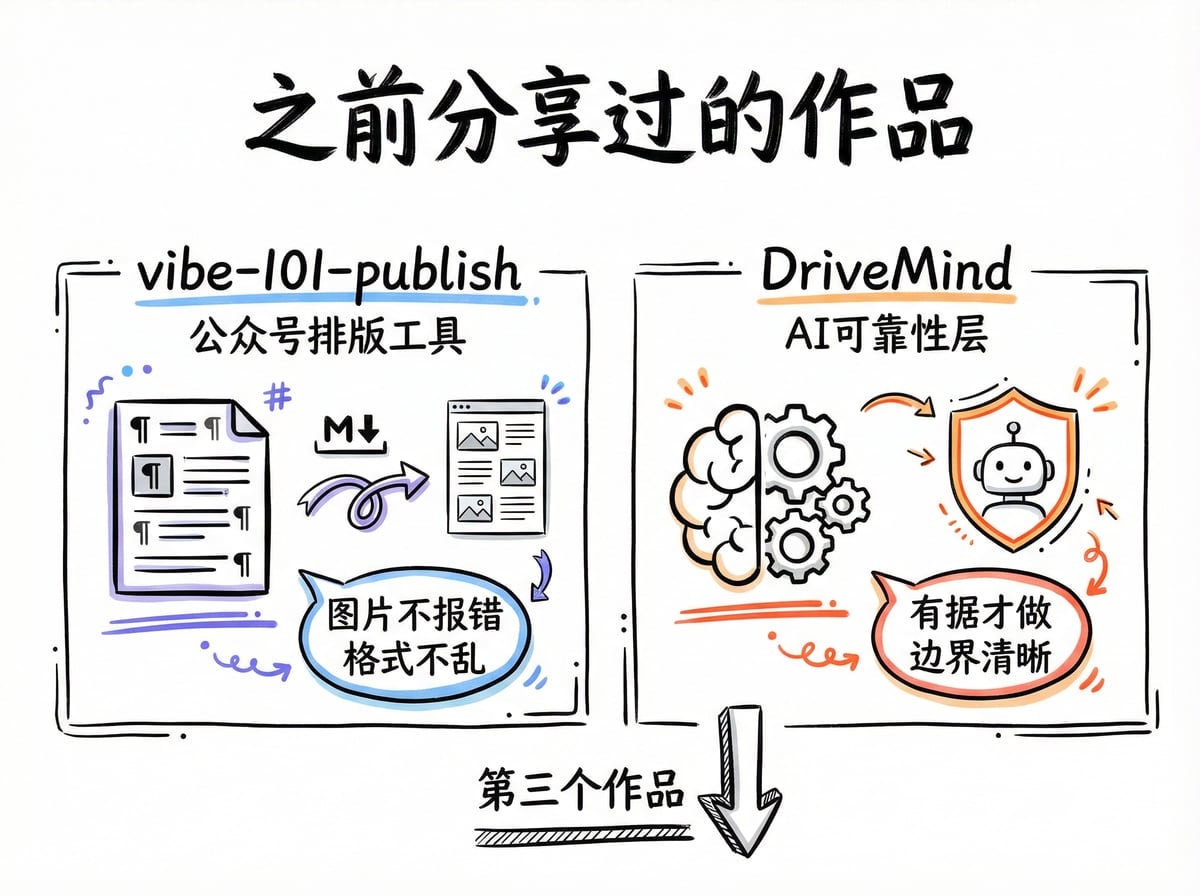 之前分享过的作品
vibe-101-publish
公众号排版工具
#
M↓
图片不报错
格式不乱
DriveMind
AI可靠性层
有据才做
边界清晰
第三个作品